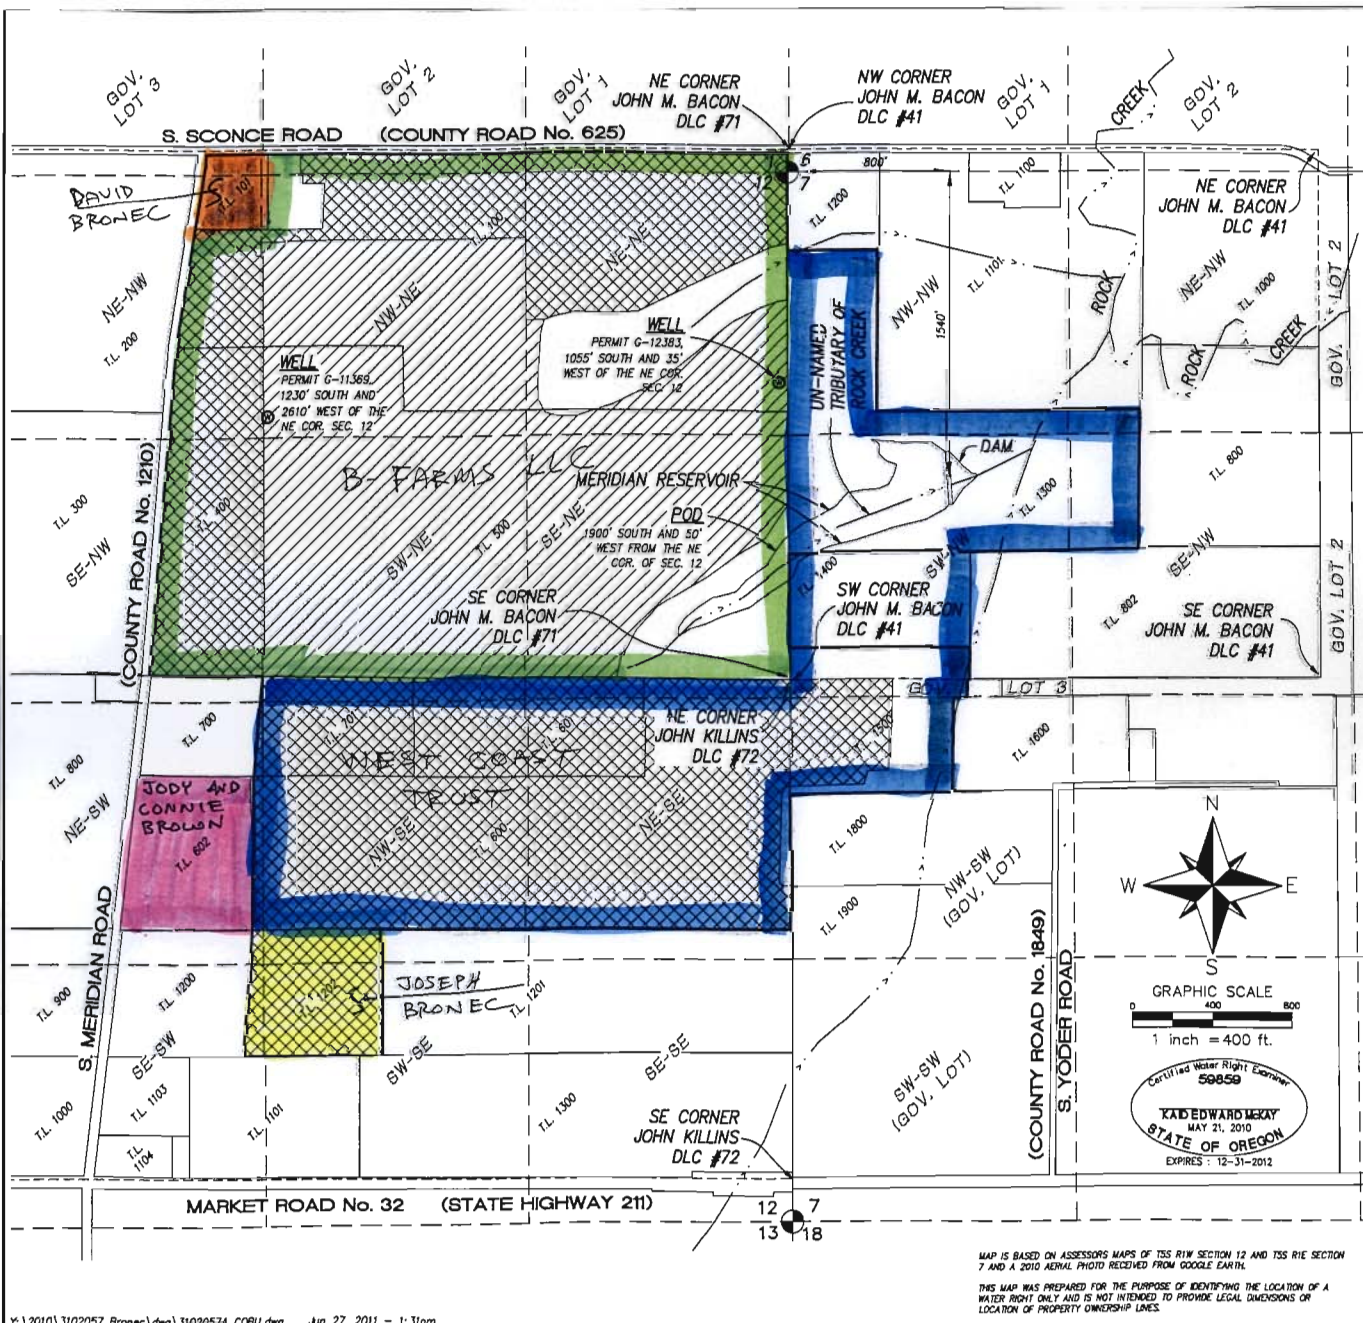 GOV.
LOT 3
GOV.
LOT 2
GOV.
LOT 1
NE CORNER
JOHN M. BACON
DLC #71
NW CORNER
JOHN M. BACON
DLC #41
GOV.
LOT 1
CREEK
GOV.
LOT 2
S. SCONCE ROAD (COUNTY ROAD No. 625)
DAVID
BRONEC
T.L. 101
T.L. 100
NE-NE
6
12
7
800'
T.L. 1200
T.L. 1100
NE CORNER
JOHN M. BACON
DLC #41
NE-NW
T.L. 200
NW-NE
WELL
PERMIT G-11369,
1230' SOUTH AND
2610' WEST OF THE
NE COR. SEC. 12
WELL
PERMIT G-12383,
1055' SOUTH AND 35'
WEST OF THE NE COR.
SEC. 12
UN-NAMED
TRIBUTARY OF
ROCK CREEK
NW-NW
1540'
T.L. 1101
ROCK
NE-NW
T.L. 1000
ROCK
CREEK
GOV. LOT 2
(COUNTY ROAD No. 1210)
T.L. 300
SE-NW
T.L. 400
B-FARMS LLC
MERIDIAN RESERVOIR
DAM
T.L. 1300
T.L. 800
SW-NE
T.L. 500
SE-NE
POD
1900' SOUTH AND 50'
WEST FROM THE NE
COR. OF SEC. 12
T.L. 1400
SW-NW
SE-NW
T.L. 802
GOV. LOT 2
SE CORNER
JOHN M. BACON
DLC #71
SW CORNER
JOHN M. BACON
DLC #41
SE CORNER
JOHN M. BACON
DLC #41
GOV. LOT 3
T.L. 700
T.L. 800
T.L. 701
T.L. 601
NE CORNER
JOHN KILLINS
DLC #72
T.L. 1500
T.L. 1600
WEST COAST
TRUST
JODY AND
CONNIE
BROWN
T.L. 602
NE-SW
NW-SE
T.L. 600
NE-SE
T.L. 1800
NW-SW
(GOV. LOT)
T.L. 1900
N
W
E
S
S. MERIDIAN ROAD
T.L. 900
T.L. 1200
T.L. 1202
JOSEPH
BRONEC
T.L. 1201
SE-SW
SW-SE
SE-SE
SW-SW
(GOV. LOT)
(COUNTY ROAD No. 1849)
S. YODER ROAD
GRAPHIC SCALE
0 400 800
1 inch = 400 ft.
Certified Water Right Examiner
59859
KAID EDWARD McKAY
MAY 21, 2010
STATE OF OREGON
EXPIRES : 12-31-2012
T.L. 1000
T.L. 1103
T.L.
1104
T.L. 1101
T.L. 1300
SE CORNER
JOHN KILLINS
DLC #72
MARKET ROAD No. 32 (STATE HIGHWAY 211)
12 7
13 18
MAP IS BASED ON ASSESSORS MAPS OF T5S R1W SECTION 12 AND T5S R1E SECTION
7 AND A 2010 AERIAL PHOTO RECEIVED FROM GOOGLE EARTH.
THIS MAP WAS PREPARED FOR THE PURPOSE OF IDENTIFYING THE LOCATION OF A
WATER RIGHT ONLY AND IS NOT INTENDED TO PROVIDE LEGAL DIMENSIONS OR
LOCATION OF PROPERTY OWNERSHIP LINES.
Jun 27, 2011 - 1:31pm